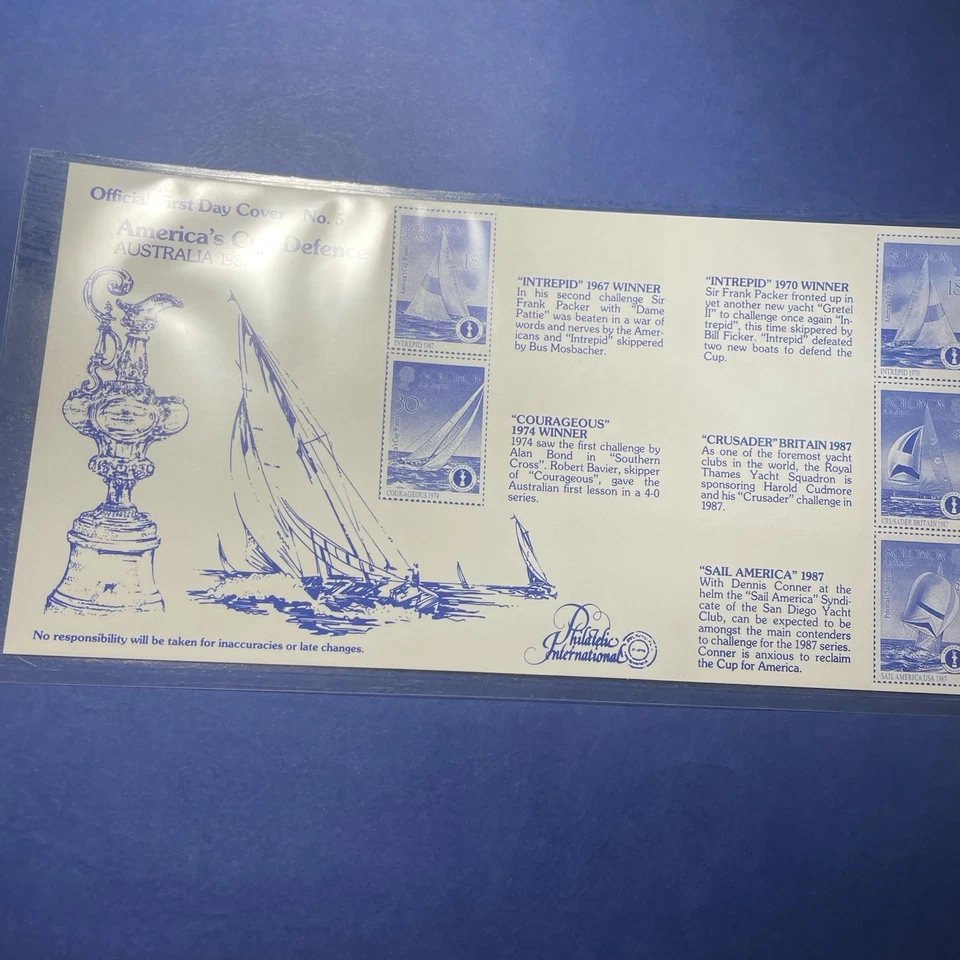 Official First Day Cover No. 5
America's Cup Defence
AUSTRALIA
INTREPID 1967
30c
COURAGEOUS 1974
"INTREPID" 1967 WINNER
In his second challenge Sir
Frank Packer with "Dame
Pattie" was beaten in a war of
words and nerves by the Amer-
icans and "Intrepid" skippered
by Bus Mosbacher.
"COURAGEOUS"
1974 WINNER
1974 saw the first challenge by
Alan Bond in "Southern
Cross". Robert Bavier, skipper
of "Courageous", gave the
Australian first lesson in a 4-0
series.
"INTREPID" 1970 WINNER
Sir Frank Packer fronted up in
yet another new yacht "Gretel
II" to challenge once again "In-
trepid", this time skippered by
Bill Ficker. "Intrepid" defeated
two new boats to defend the
Cup.
"CRUSADER" BRITAIN 1987
As one of the foremost yacht
clubs in the world, the Royal
Thames Yacht Squadron is
sponsoring Harold Cudmore
and his "Crusader" challenge in
1987.
"SAIL AMERICA" 1987
With Dennis Conner at the
helm the "Sail America" Syndi-
cate of the San Diego Yacht
Club, can be expected to be
amongst the main contenders
to challenge for the 1987 series.
Conner is anxious to reclaim
the Cup for America.
INTREPID 1970
CRUSADER BRITAIN 1987
SAIL AMERICA USA 1987
Philatelic
International
No responsibility will be taken for inaccuracies or late changes.